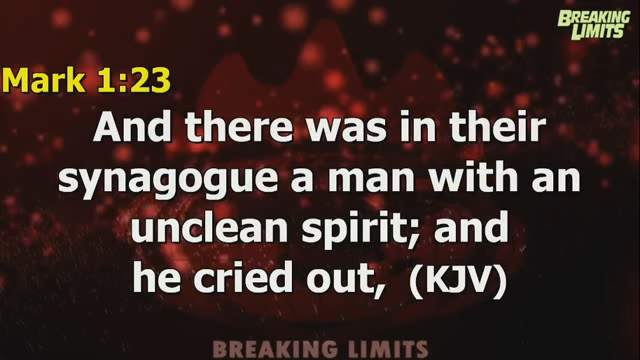 BREAKING
LIMITS
Mark 1:23
And there was in their
synagogue a man with an
unclean spirit; and
he cried out, (KJV)
BREAKING LIMITS